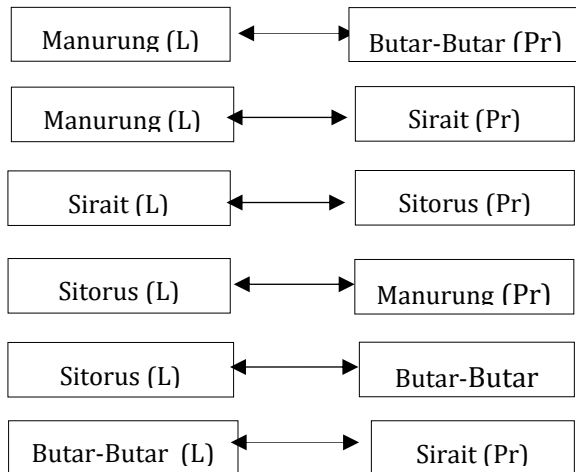 Manurung (L) Butar-Butar (Pr)
Manurung (L) Sirait (Pr)
Sirait (L) Sitorus (Pr)
Sitorus (L) Manurung (Pr)
Sitorus (L) Butar-Butar
Butar-Butar (L) Sirait (Pr)